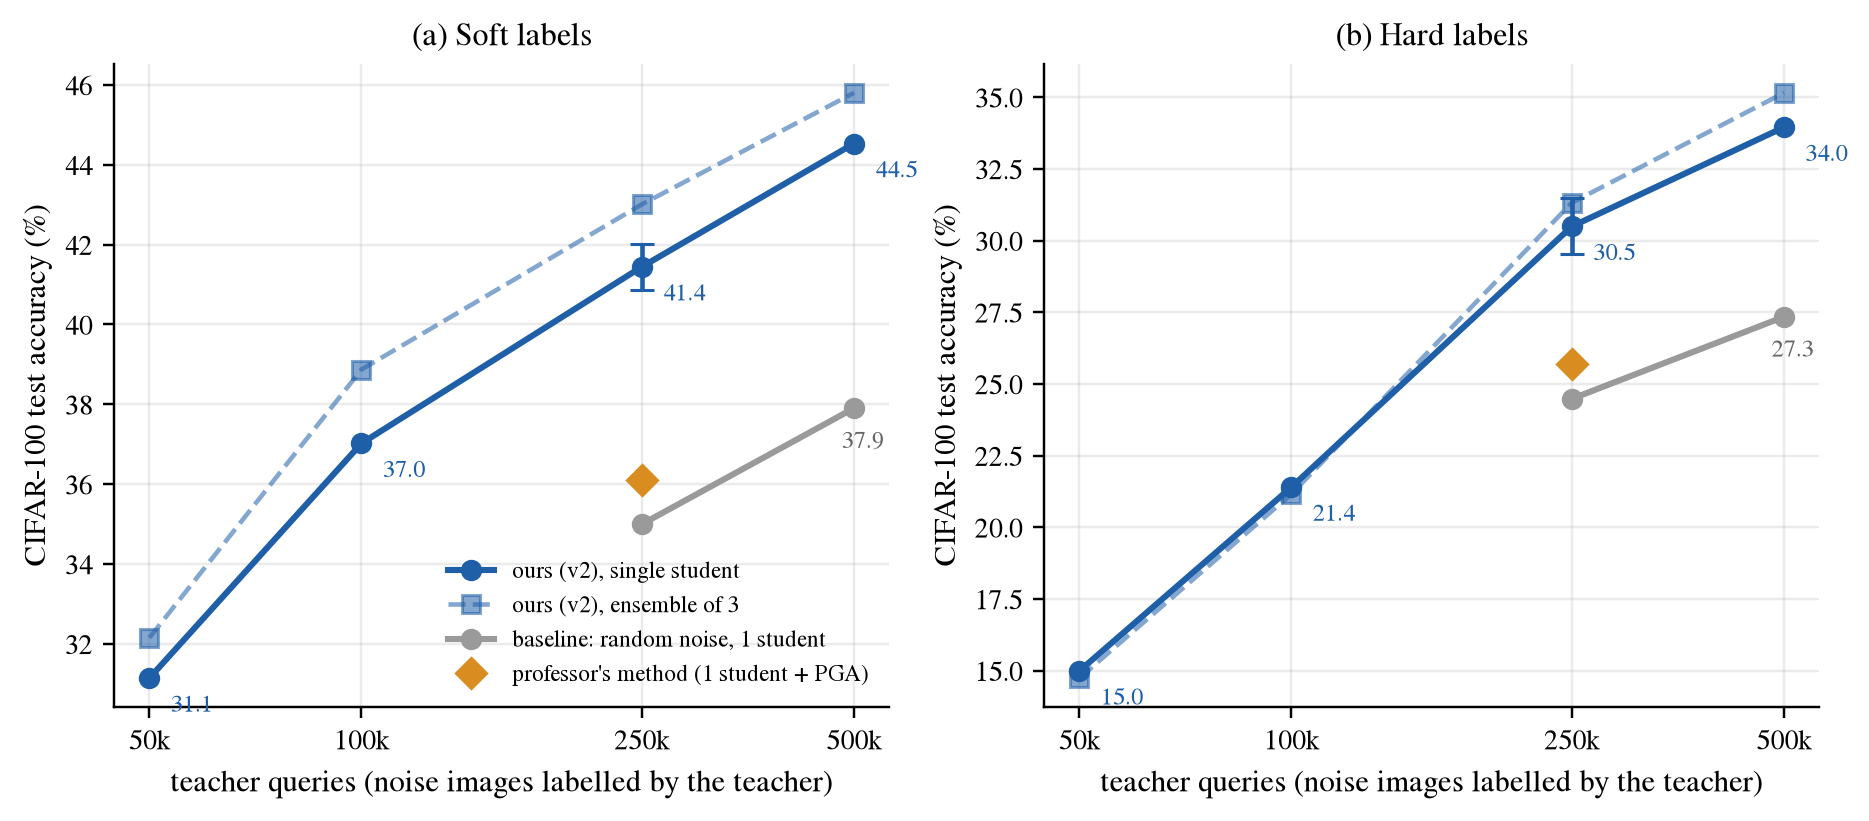 (a) Soft labels
CIFAR-100 test accuracy (%)
46
44
42
40
38
36
34
32
31.1
37.0
41.4
44.5
37.9
ours (v2), single student
ours (v2), ensemble of 3
baseline: random noise, 1 student
professor's method (1 student + PGA)
50k 100k 250k 500k
teacher queries (noise images labelled by the teacher)
(b) Hard labels
CIFAR-100 test accuracy (%)
35.0
32.5
30.0
27.5
25.0
22.5
20.0
17.5
15.0
15.0
21.4
30.5
34.0
27.3
50k 100k 250k 500k
teacher queries (noise images labelled by the teacher)